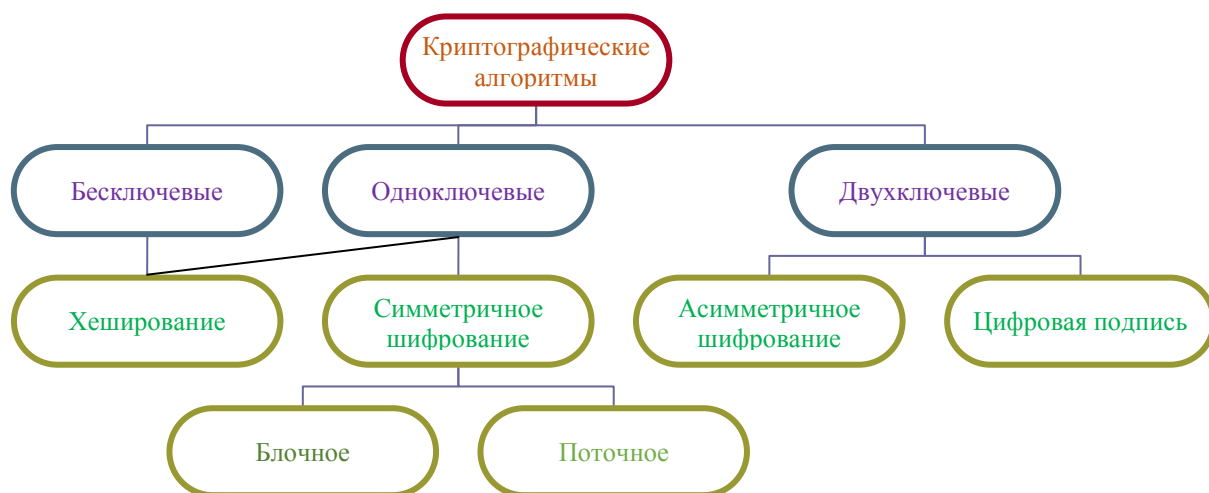 Криптографические
алгоритмы
Бесключевые
Одноключевые
Двухключевые
Хеширование
Симметричное
шифрование
Асимметричное
шифрование
Цифровая подпись
Блочное
Поточное